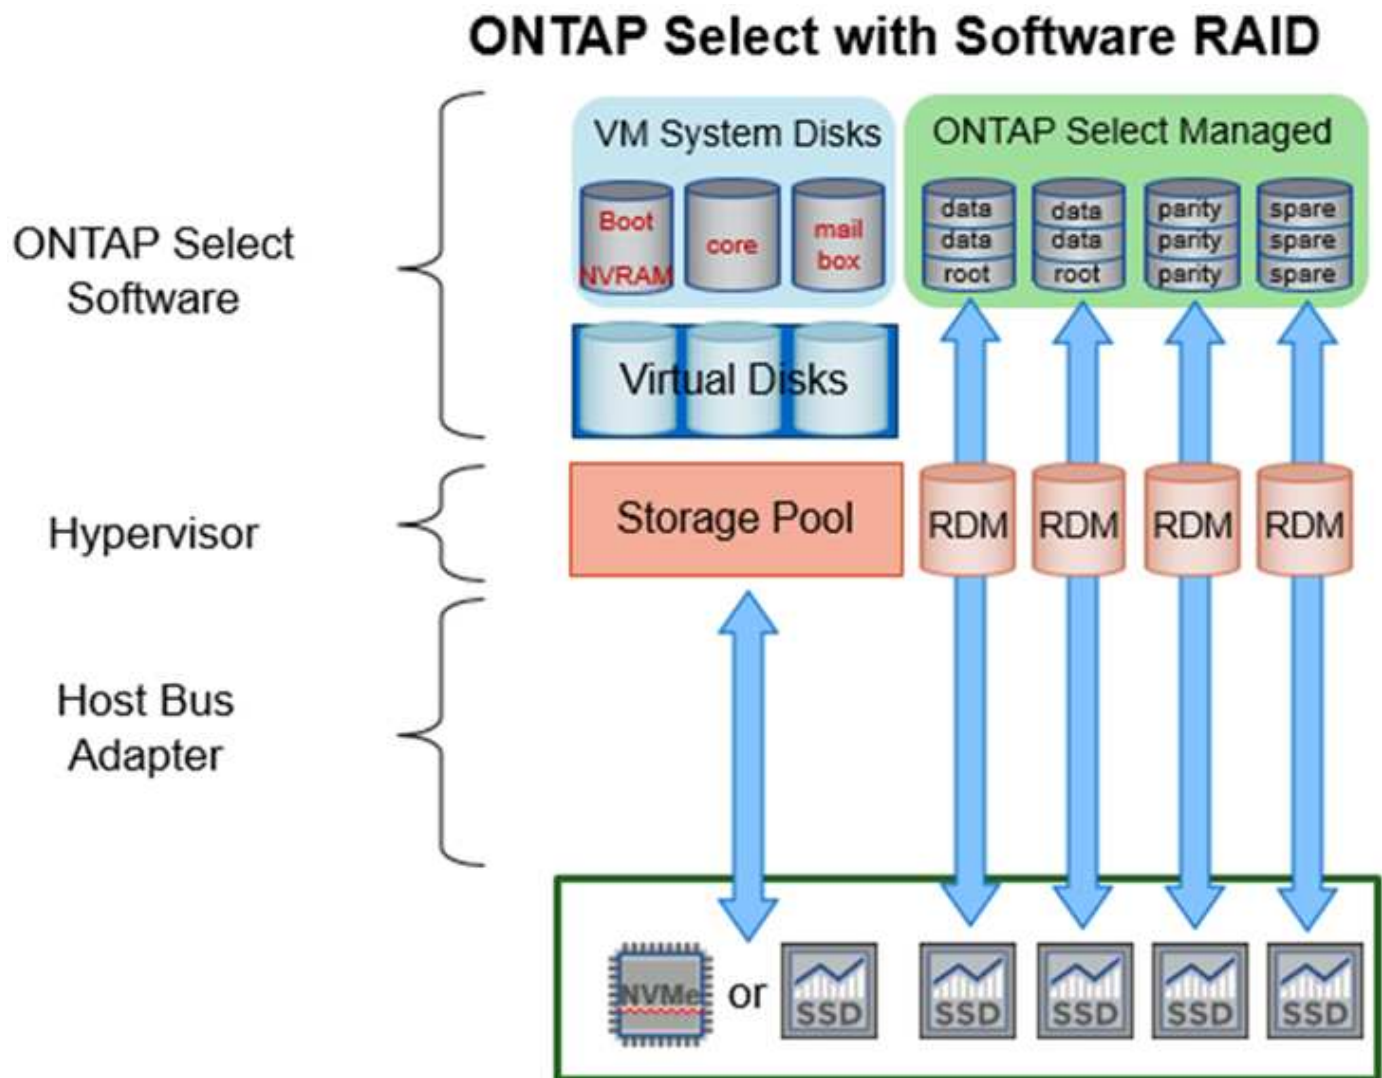 ONTAP Select with Software RAID
VM System Disks
ONTAP Select Managed
Boot
NVRAM
core
mail
box
data
data
root
data
data
root
parity
parity
parity
spare
spare
spare
ONTAP Select
Software
Virtual Disks
Hypervisor
Storage Pool
RDM
RDM
RDM
RDM
Host Bus
Adapter
NVMe
or
SSD
SSD
SSD
SSD
SSD